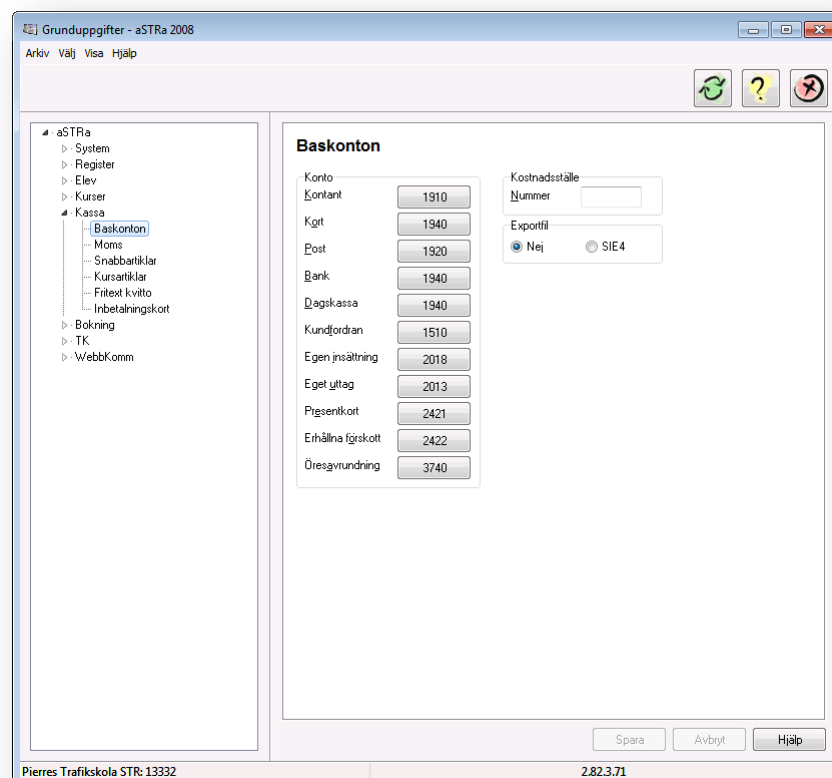 Grunduppgifter - aSTRa 2008
Arkiv Välj Visa Hjälp
aSTRa
System
Register
Elev
Kurser
Kassa
Baskonton
Moms
Snabbartiklar
Kursartiklar
Fritext kvitto
Inbetalningskort
Bokning
TK
WebbKomm
Baskonton
Konto
Kontant 1910
Kort 1940
Post 1920
Bank 1940
Dagskassa 1940
Kundfordran 1510
Egen insättning 2018
Eget uttag 2013
Presentkort 2421
Erhållna förskott 2422
Öresavrundning 3740
Kostnadsställe
Nummer
Exportfil
Nej SIE4
Spara Avbryt Hjälp
Pierres Trafikskola STR: 13332 2.82.3.71